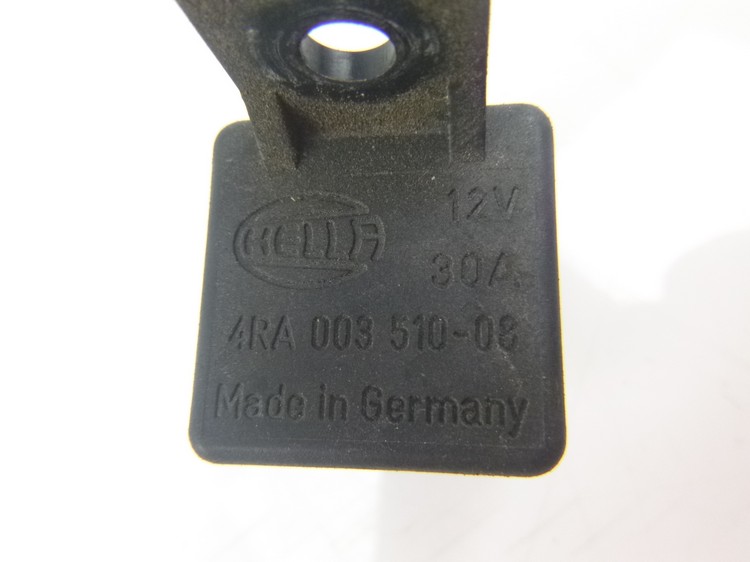 HELLA
12V
30A
4RA 003 510-08
Made in Germany